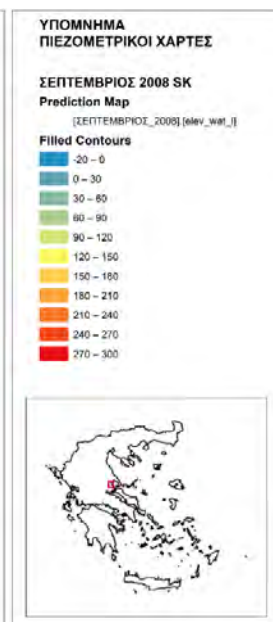 ΥΠΟΜΝΗΜΑ
ΠΙΕΖΟΜΕΤΡΙΚΟΙ ΧΑΡΤΕΣ
ΣΕΠΤΕΜΒΡΙΟΣ 2008 SK
Prediction Map
[ΣΕΠΤΕΜΒΡΙΟΣ_2008].[elev_wat_l]
Filled Contours
-20 – 0
0 – 30
30 – 60
60 – 90
90 – 120
120 – 150
150 – 180
180 – 210
210 – 240
240 – 270
270 – 300